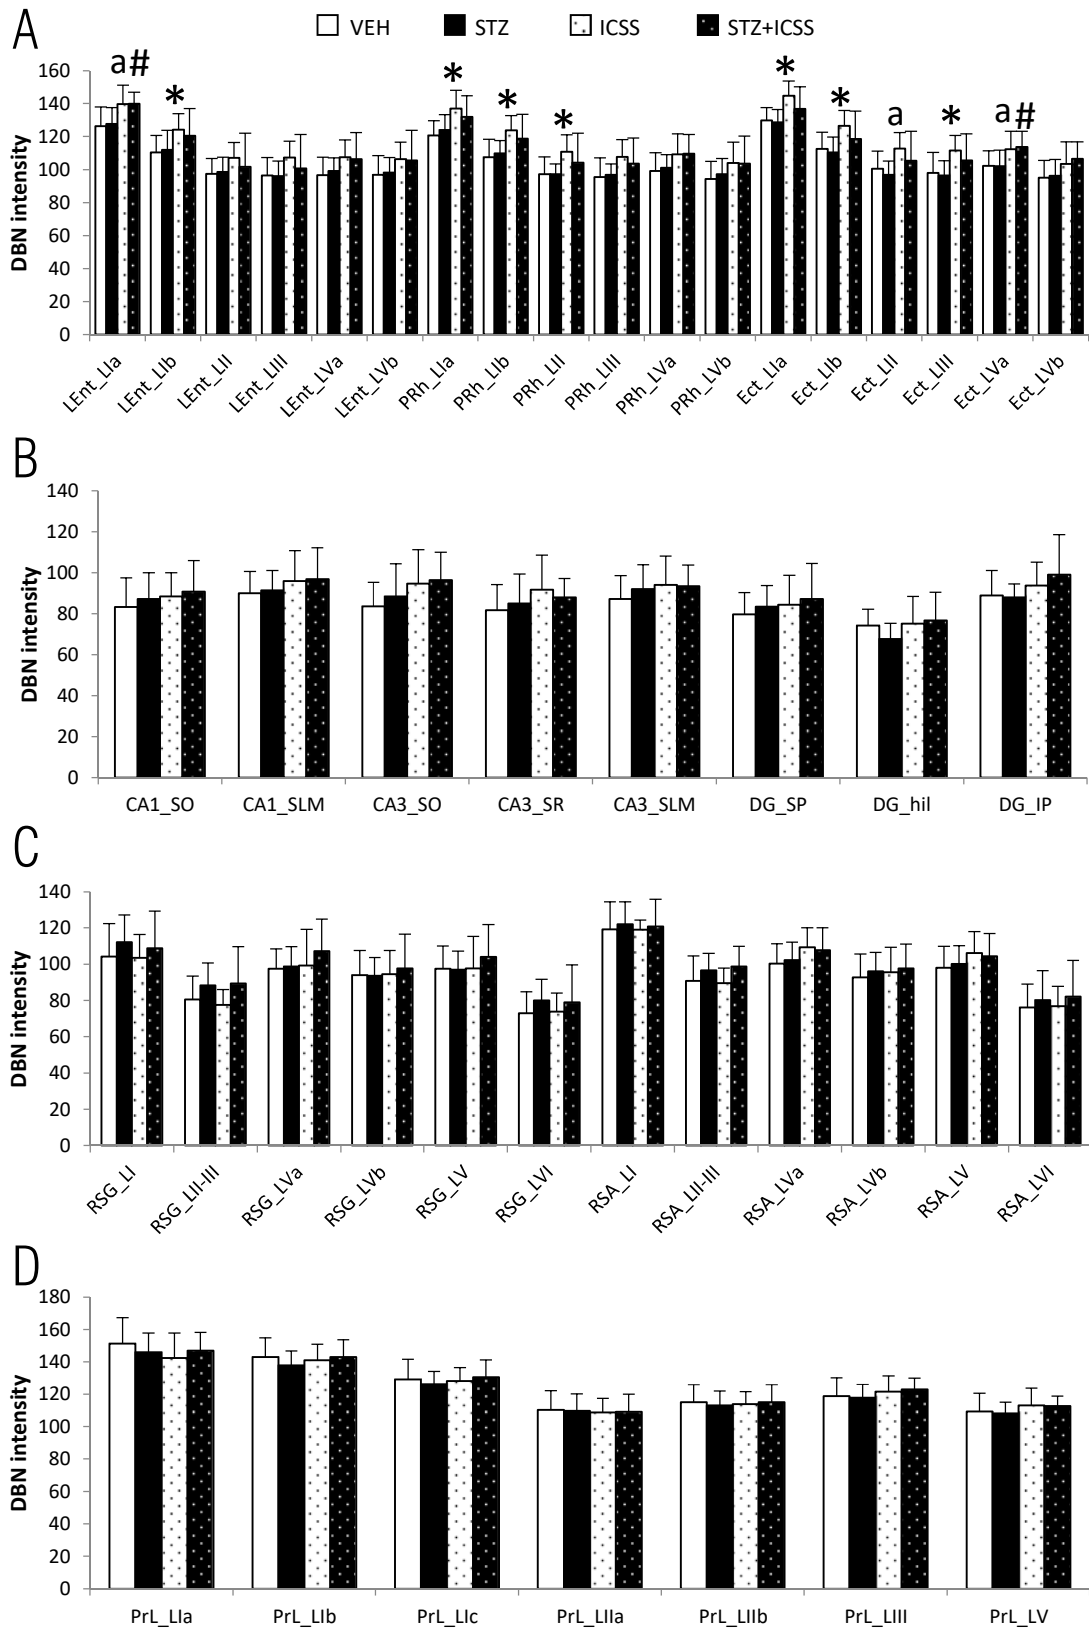 A
VEH STZ ICSS STZ+ICSS
160
140
120
100
80
60
40
20
0
DBN intensity
a# * * * * * * a * a#
LEnt_LIa LEnt_LIb LEnt_LII LEnt_LIII LEnt_LVa LEnt_LVb PRh_LIa PRh_LIb PRh_LII PRh_LIII PRh_LVa PRh_LVb Ect_LIa Ect_LIb Ect_LII Ect_LIII Ect_LVa Ect_LVb
B
140
120
100
80
60
40
20
0
DBN intensity
CA1_SO CA1_SLM CA3_SO CA3_SR CA3_SLM DG_SP DG_hil DG_IP
C
140
120
100
80
60
40
20
0
DBN intensity
RSG_LI RSG_LII-III RSG_LVa RSG_LVb RSG_LV RSG_LVI RSA_LI RSA_LII-III RSA_LVa RSA_LVb RSA_LV RSA_LVI
D
180
160
140
120
100
80
60
40
20
0
DBN intensity
PrL_LIa PrL_LIb PrL_LIc PrL_LIIa PrL_LIIb PrL_LIII PrL_LV